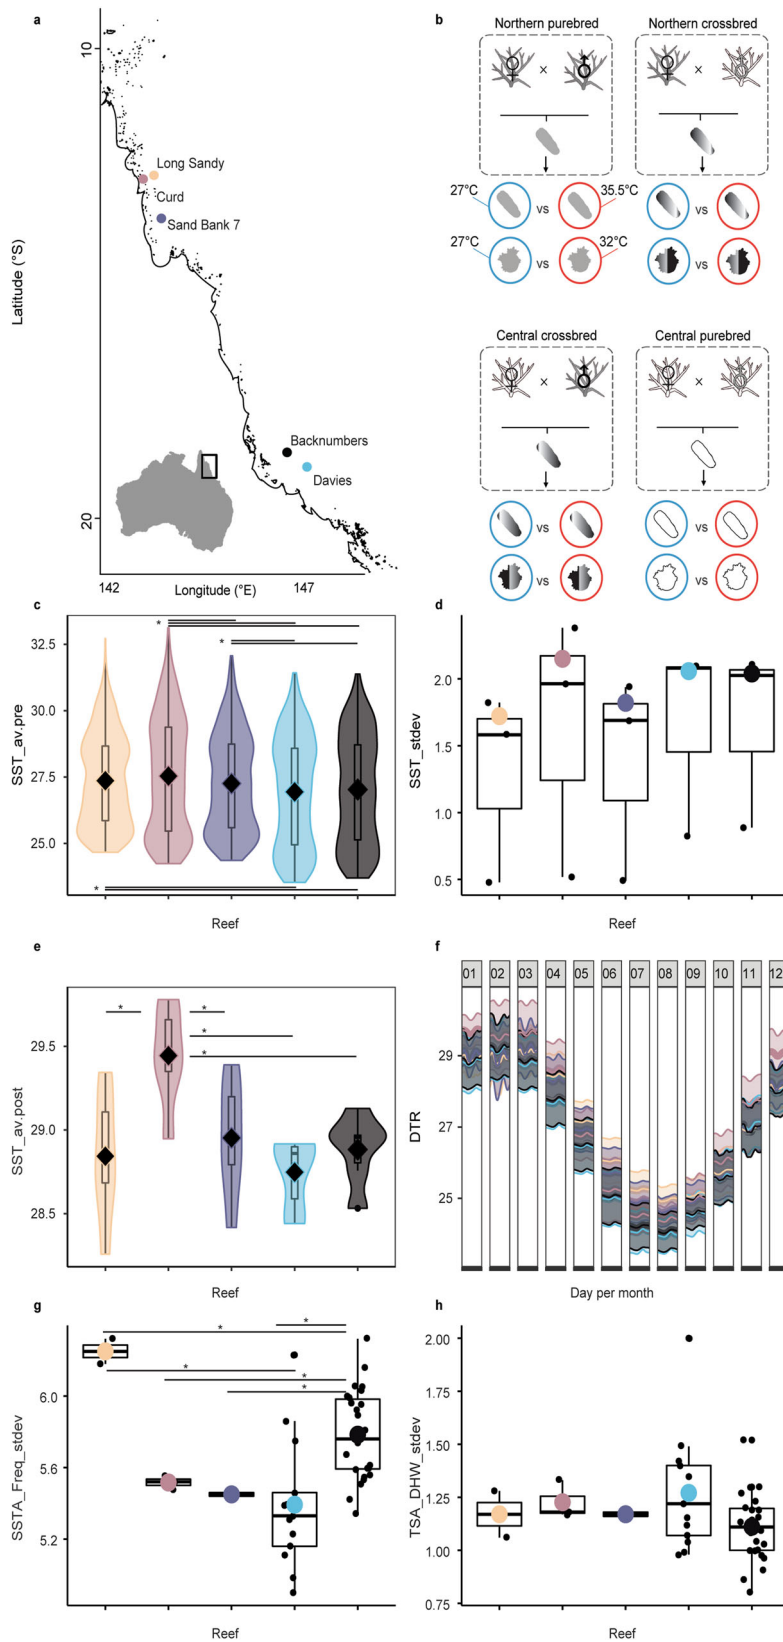 a
10
Long Sandy
Curd
Sand Bank 7
Latitude (°S)
Backnumbers
Davies
20
142
Longitude (°E)
147
b
Northern purebred
Northern crossbred
♀ × ♂
♀ × ♂
27°C
vs
35.5°C
vs
27°C
vs
32°C
vs
Central crossbred
Central purebred
♀ × ♂
♀ × ♂
vs
vs
vs
vs
c
SST_av.pre
32.5
30.0
27.5
25.0
*
*
*
Reef
d
SST_stdev
2.0
1.5
1.0
0.5
Reef
e
SST_av.post
29.5
29.0
28.5
* *
*
*
Reef
f
01 02 03 04 05 06 07 08 09 10 11 12
DTR
29
27
25
Day per month
g
SSTA_Freq_stdev
6.0
5.6
5.2
*
*
*
*
*
Reef
h
TSA_DHW_stdev
2.00
1.75
1.50
1.25
1.00
0.75
Reef